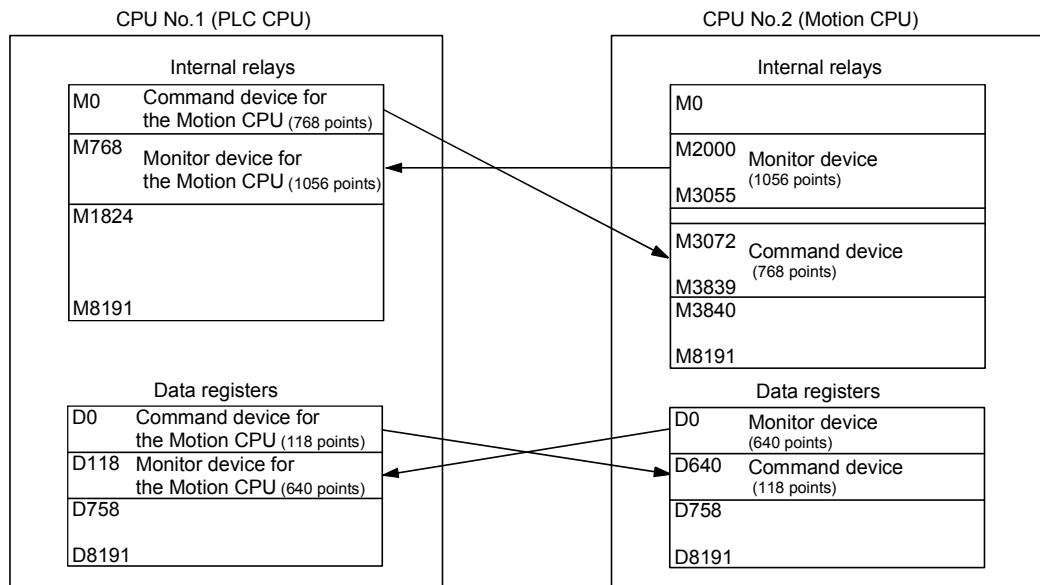 CPU No.1 (PLC CPU)
Internal relays
M0 Command device for
the Motion CPU (768 points)
M768
Monitor device for
the Motion CPU (1056 points)
M1824
M8191
Data registers
D0 Command device for
the Motion CPU (118 points)
D118 Monitor device for
the Motion CPU (640 points)
D758
D8191
CPU No.2 (Motion CPU)
Internal relays
M0
M2000
Monitor device
(1056 points)
M3055
M3072
Command device
(768 points)
M3839
M3840
M8191
Data registers
D0 Monitor device
(640 points)
D640 Command device
(118 points)
D758
D8191